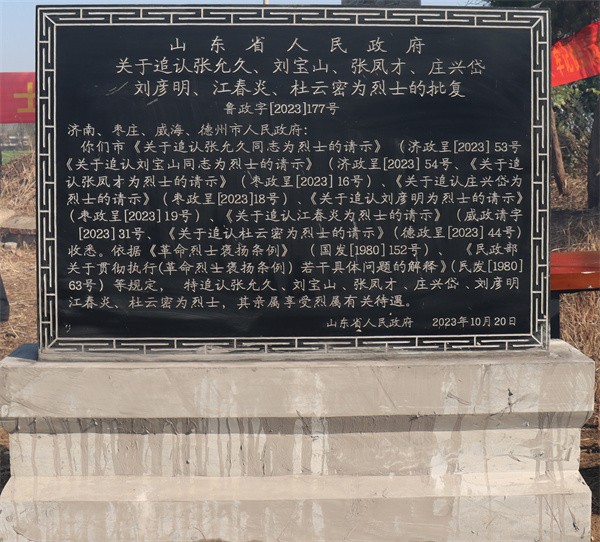 山东省人民政府
关于追认张允久、刘宝山、张凤才、庄兴岱
刘彦明、江春炎、杜云密为烈士的批复
鲁政字[2023]177号
济南、枣庄、威海、德州市人民政府：
你们市《关于追认张允久同志为烈士的请示》（济政呈[2023]53号
《关于追认刘宝山同志为烈士的请示》（济政呈[2023]54号、《关于追
认张凤才为烈士的请示》（枣政呈[2023]16号）、《关于追认庄兴岱为
烈士的请示》（枣政呈[2023]18号）、《关于追认刘彦明为烈士的请示》
（枣政呈[2023]19号）、《关于追认江春炎为烈士的请示》（威政请字
[2023]31号、《关于追认杜云密为烈士的请示》（德政呈[2023]44号）
收悉。依据《革命烈士褒扬条例》（国发[1980]152号）、《民政部
关于贯彻执行(革命烈士褒扬条例）若干具体问题的解释》（民发[1980]
63号）等规定，特追认张允久、刘宝山、张凤才、庄兴岱、刘彦明
江春炎、杜云密为烈士，其亲属享受烈属有关待遇。
山东省人民政府 2023年10月20日